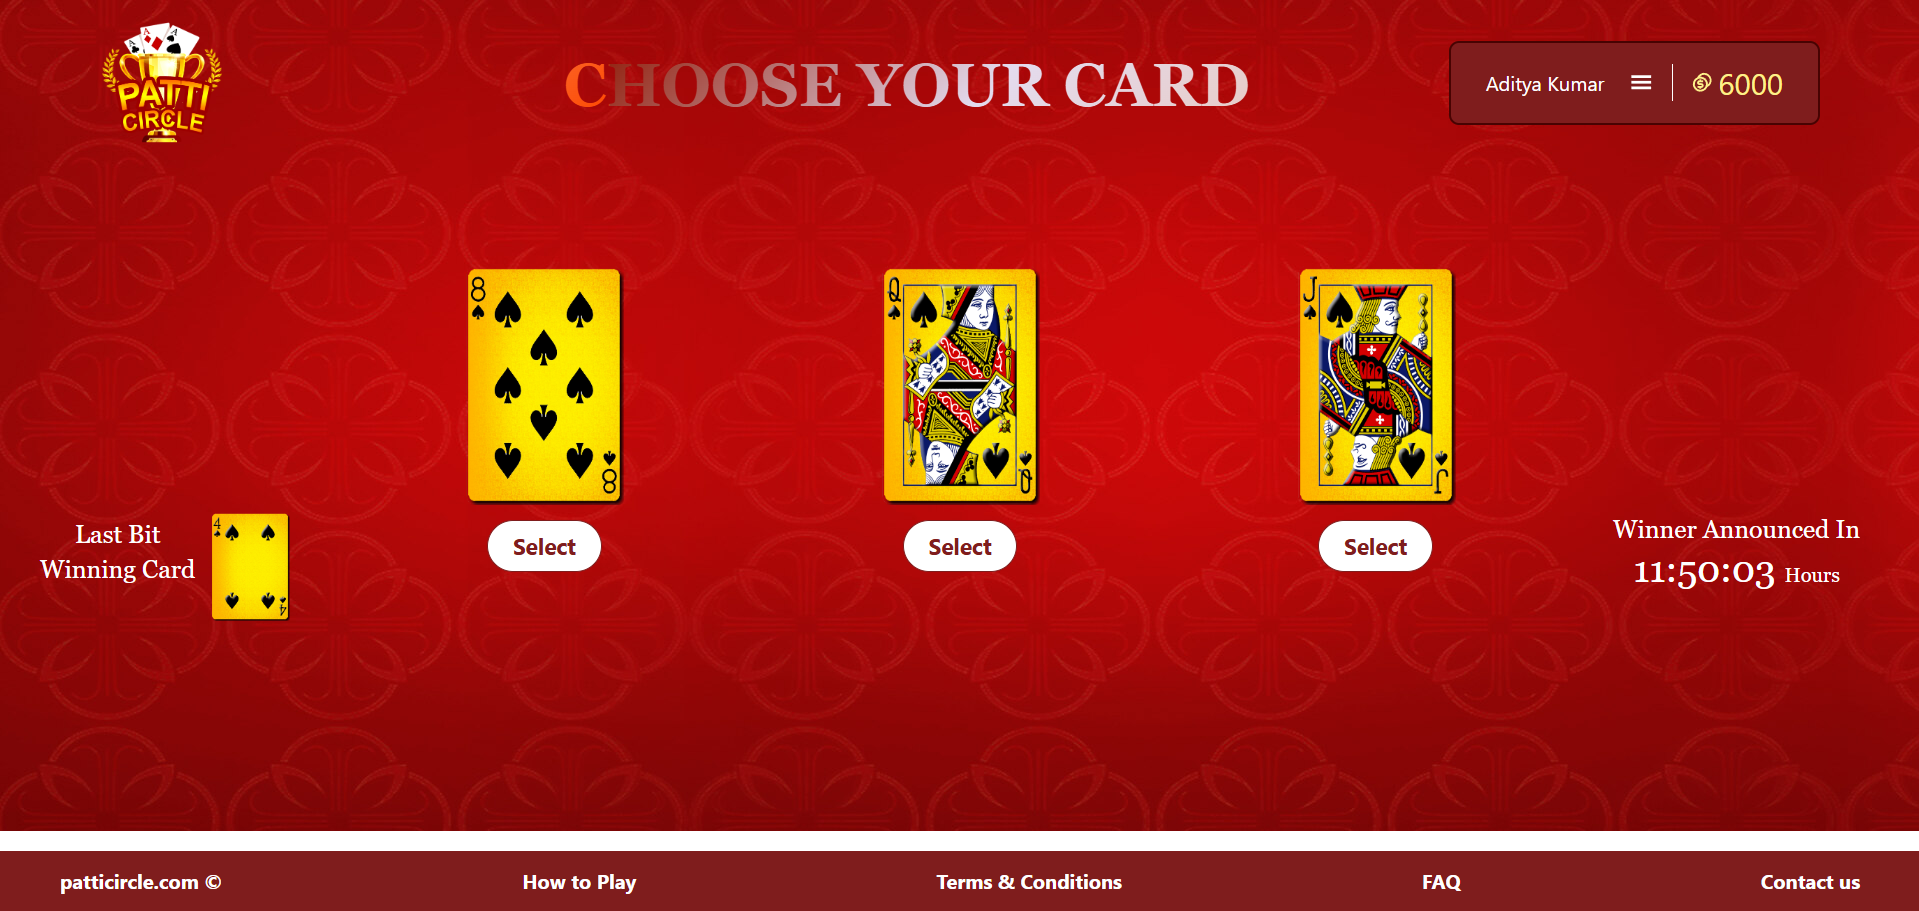 PATTI
CIRCLE
CHOOSE YOUR CARD
Aditya Kumar
6000
8
8
Q
Q
J
J
Select
Select
Select
Last Bit
Winning Card
4
4
Winner Announced In
11:50:03 Hours
patticircle.com ©
How to Play
Terms & Conditions
FAQ
Contact us